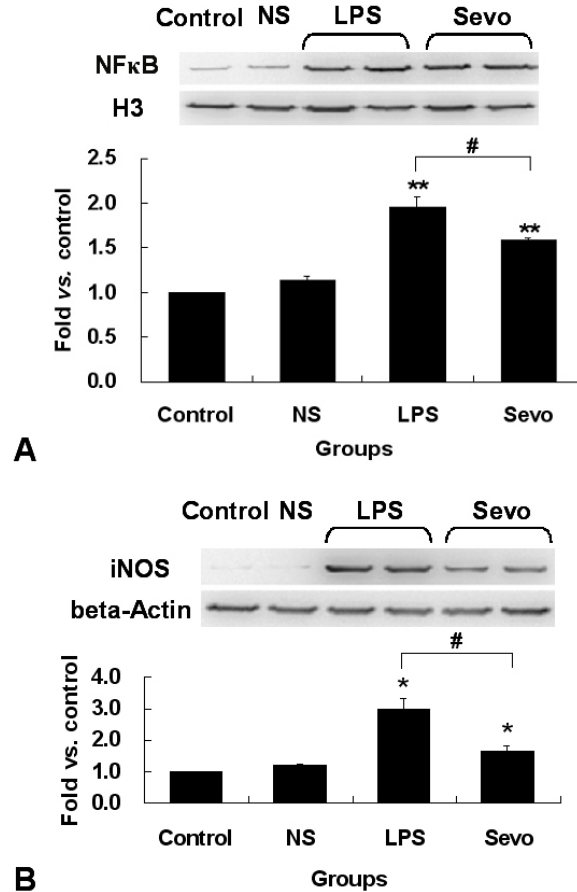 Control NS LPS Sevo
NFκB
H3
#
2.5
**
2.0
**
1.5
1.0
0.5
0.0
Fold vs. control
Control NS LPS Sevo
Groups
A
Control NS LPS Sevo
iNOS
beta-Actin
#
4.0
*
3.0
*
2.0
1.0
0.0
Fold vs. control
Control NS LPS Sevo
Groups
B